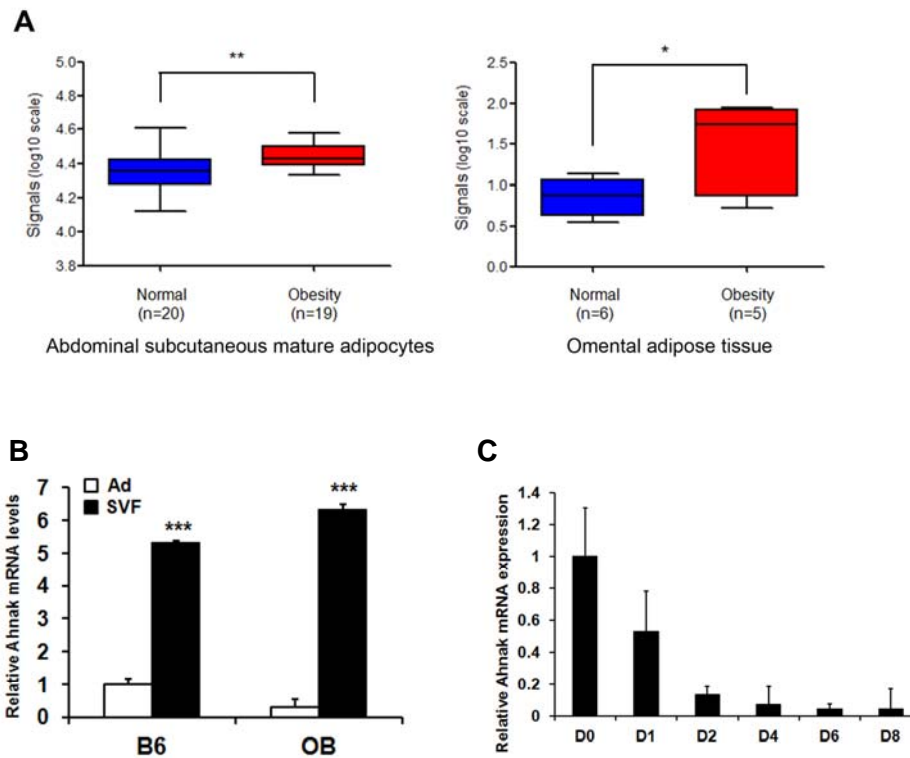 A
**
*
Signals (log10 scale)
5.0
4.8
4.6
4.4
4.2
4.0
3.8
Normal
(n=20)
Obesity
(n=19)
Abdominal subcutaneous mature adipocytes
Signals (log10 scale)
2.5
2.0
1.5
1.0
0.5
0.0
Normal
(n=6)
Obesity
(n=5)
Omental adipose tissue
B
Relative Ahnak mRNA levels
7
6
5
4
3
2
1
0
Ad
SVF
***
***
B6
OB
C
Relative Ahnak mRNA expression
1.4
1.2
1
0.8
0.6
0.4
0.2
0
D0
D1
D2
D4
D6
D8